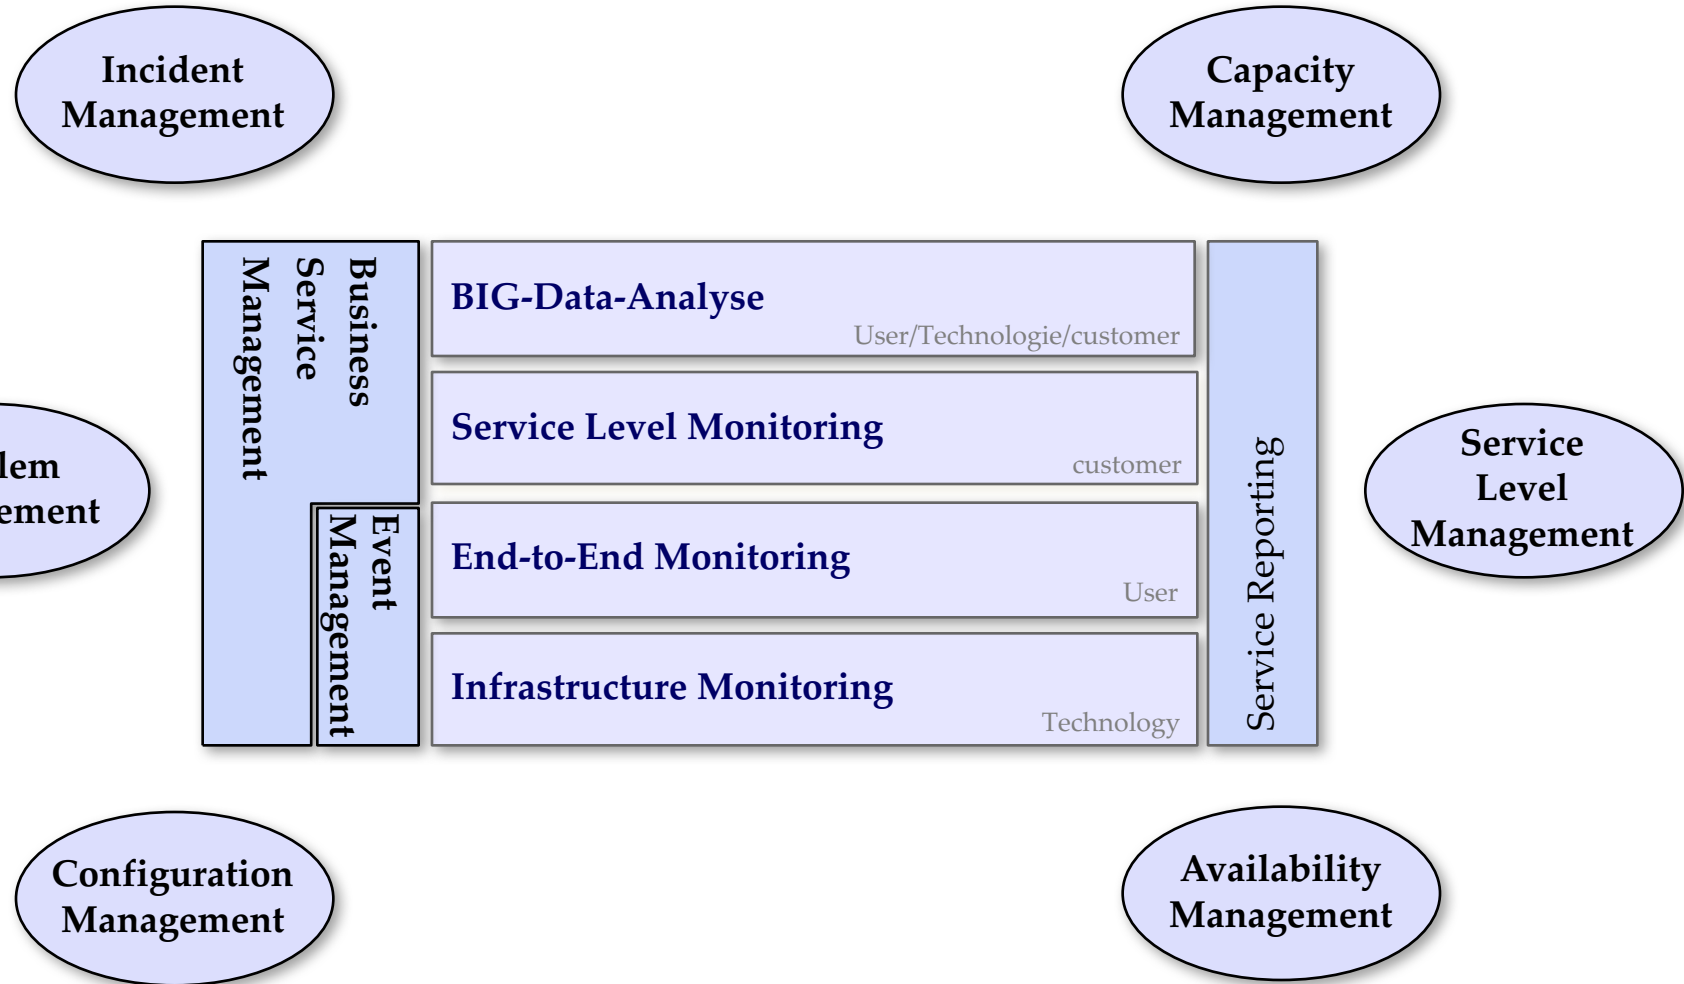 Incident
Management
Capacity
Management
Business
Service
Management
BIG-Data-Analyse
User/Technologie/customer
Service Level Monitoring
customer
Event
Management
End-to-End Monitoring
User
Infrastructure Monitoring
Technology
Service Reporting
Service
Level
Management
Configuration
Management
Availability
Management